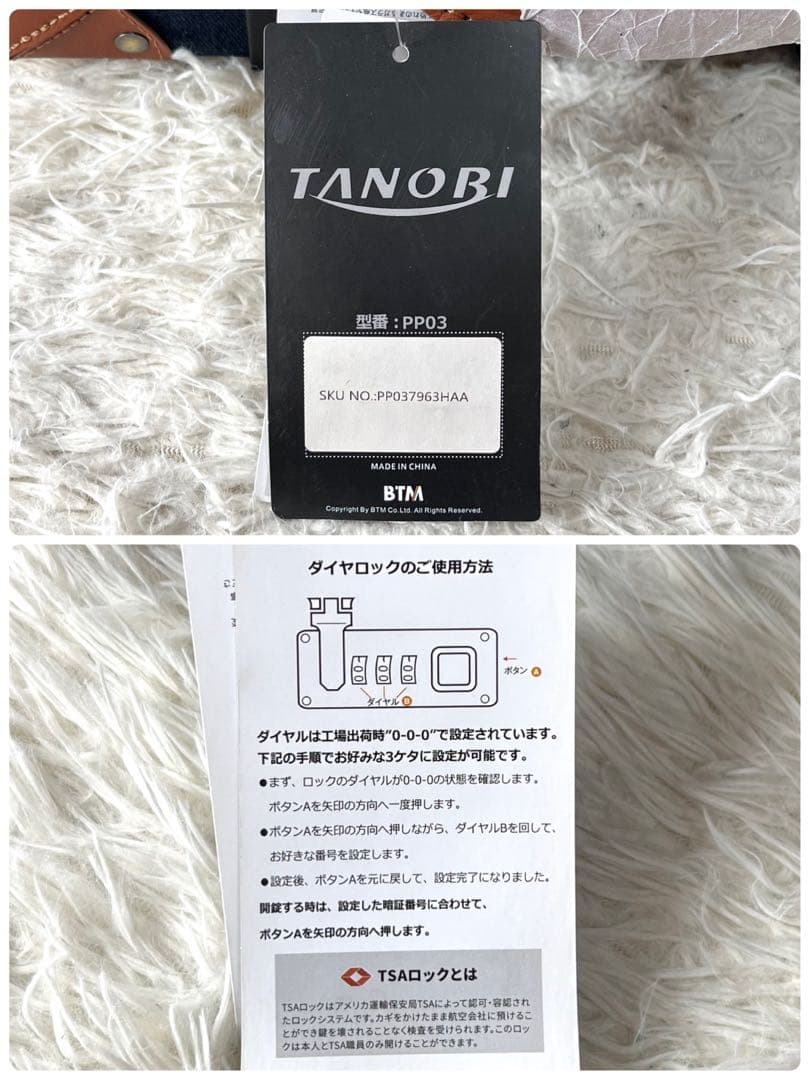 TANOBI
型番：PP03
SKU NO.:PP037963HAA
MADE IN CHINA
BTM
Copyright By BTM Co.Ltd. All Rights Reserved.
ダイヤロックのご使用方法
ボタン A
ダイヤル B
ダイヤルは工場出荷時"0-0-0"で設定されています。
下記の手順でお好みな3ケタに設定が可能です。
●まず、ロックのダイヤルが0-0-0の状態を確認します。
ボタンAを矢印の方向へ一度押します。
●ボタンAを矢印の方向へ押しながら、ダイヤルBを回して、
お好きな番号を設定します。
●設定後、ボタンAを元に戻して、設定完了になりました。
開錠する時は、設定した暗証番号に合わせて、
ボタンAを矢印の方向へ押します。
TSAロックとは
TSAロックはアメリカ運輸保安局TSAによって認可・容認され
たロックシステムです。カギをかけたまま航空会社に預けるこ
とができ鍵を壊されることなく検査を受けられます。このロッ
クは本人とTSA職員のみ開けることができます。